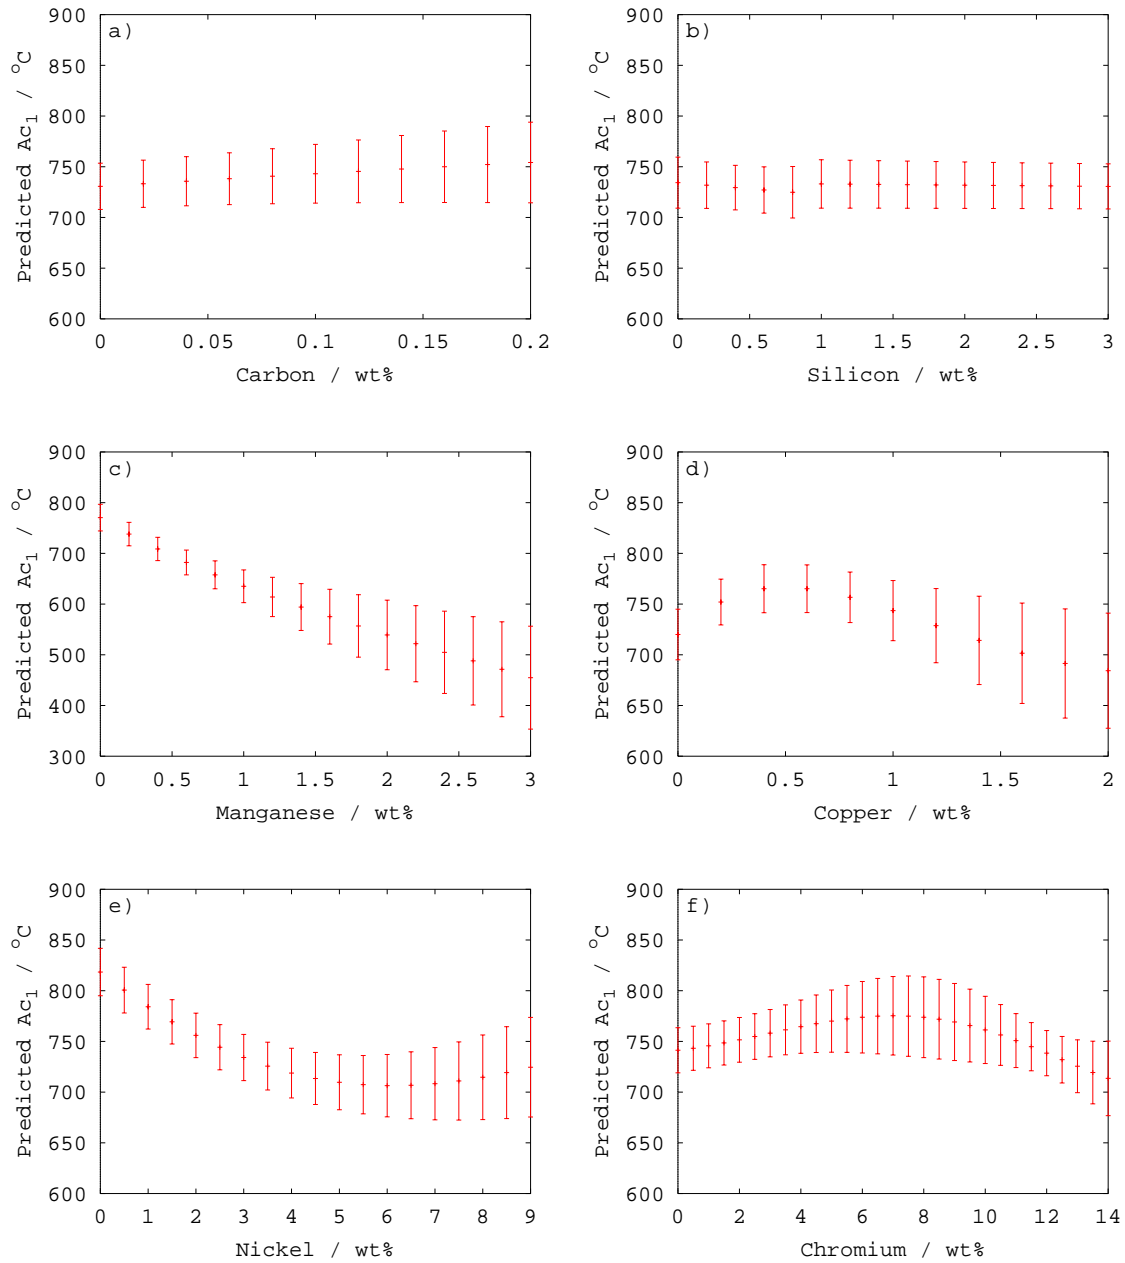 a)
Predicted Ac1 / °C
900
850
800
750
700
650
600
0 0.05 0.1 0.15 0.2
Carbon / wt%
b)
Predicted Ac1 / °C
900
850
800
750
700
650
600
0 0.5 1 1.5 2 2.5 3
Silicon / wt%
c)
Predicted Ac1 / °C
900
800
700
600
500
400
300
0 0.5 1 1.5 2 2.5 3
Manganese / wt%
d)
Predicted Ac1 / °C
900
850
800
750
700
650
600
0 0.5 1 1.5 2
Copper / wt%
e)
Predicted Ac1 / °C
900
850
800
750
700
650
600
0 1 2 3 4 5 6 7 8 9
Nickel / wt%
f)
Predicted Ac1 / °C
900
850
800
750
700
650
600
0 2 4 6 8 10 12 14
Chromium / wt%